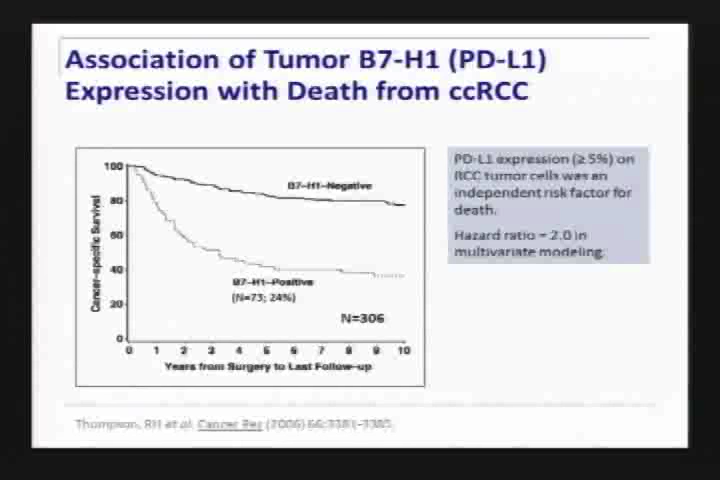 Association of Tumor B7-H1 (PD-L1)
Expression with Death from ccRCC
PD-L1 expression (≥5%) on
RCC tumor cells was an
independent risk factor for
death.
Hazard ratio = 2.0 in
multivariate modeling.
Cancer-specific Survival
100
80
60
40
20
0
B7-H1-Negative
B7-H1-Positive
(N=73; 24%)
N=306
0 1 2 3 4 5 6 7 8 9 10
Years from Surgery to Last Follow-up
Thompson, RH et al. Cancer Res (2006) 66:3381-3385.